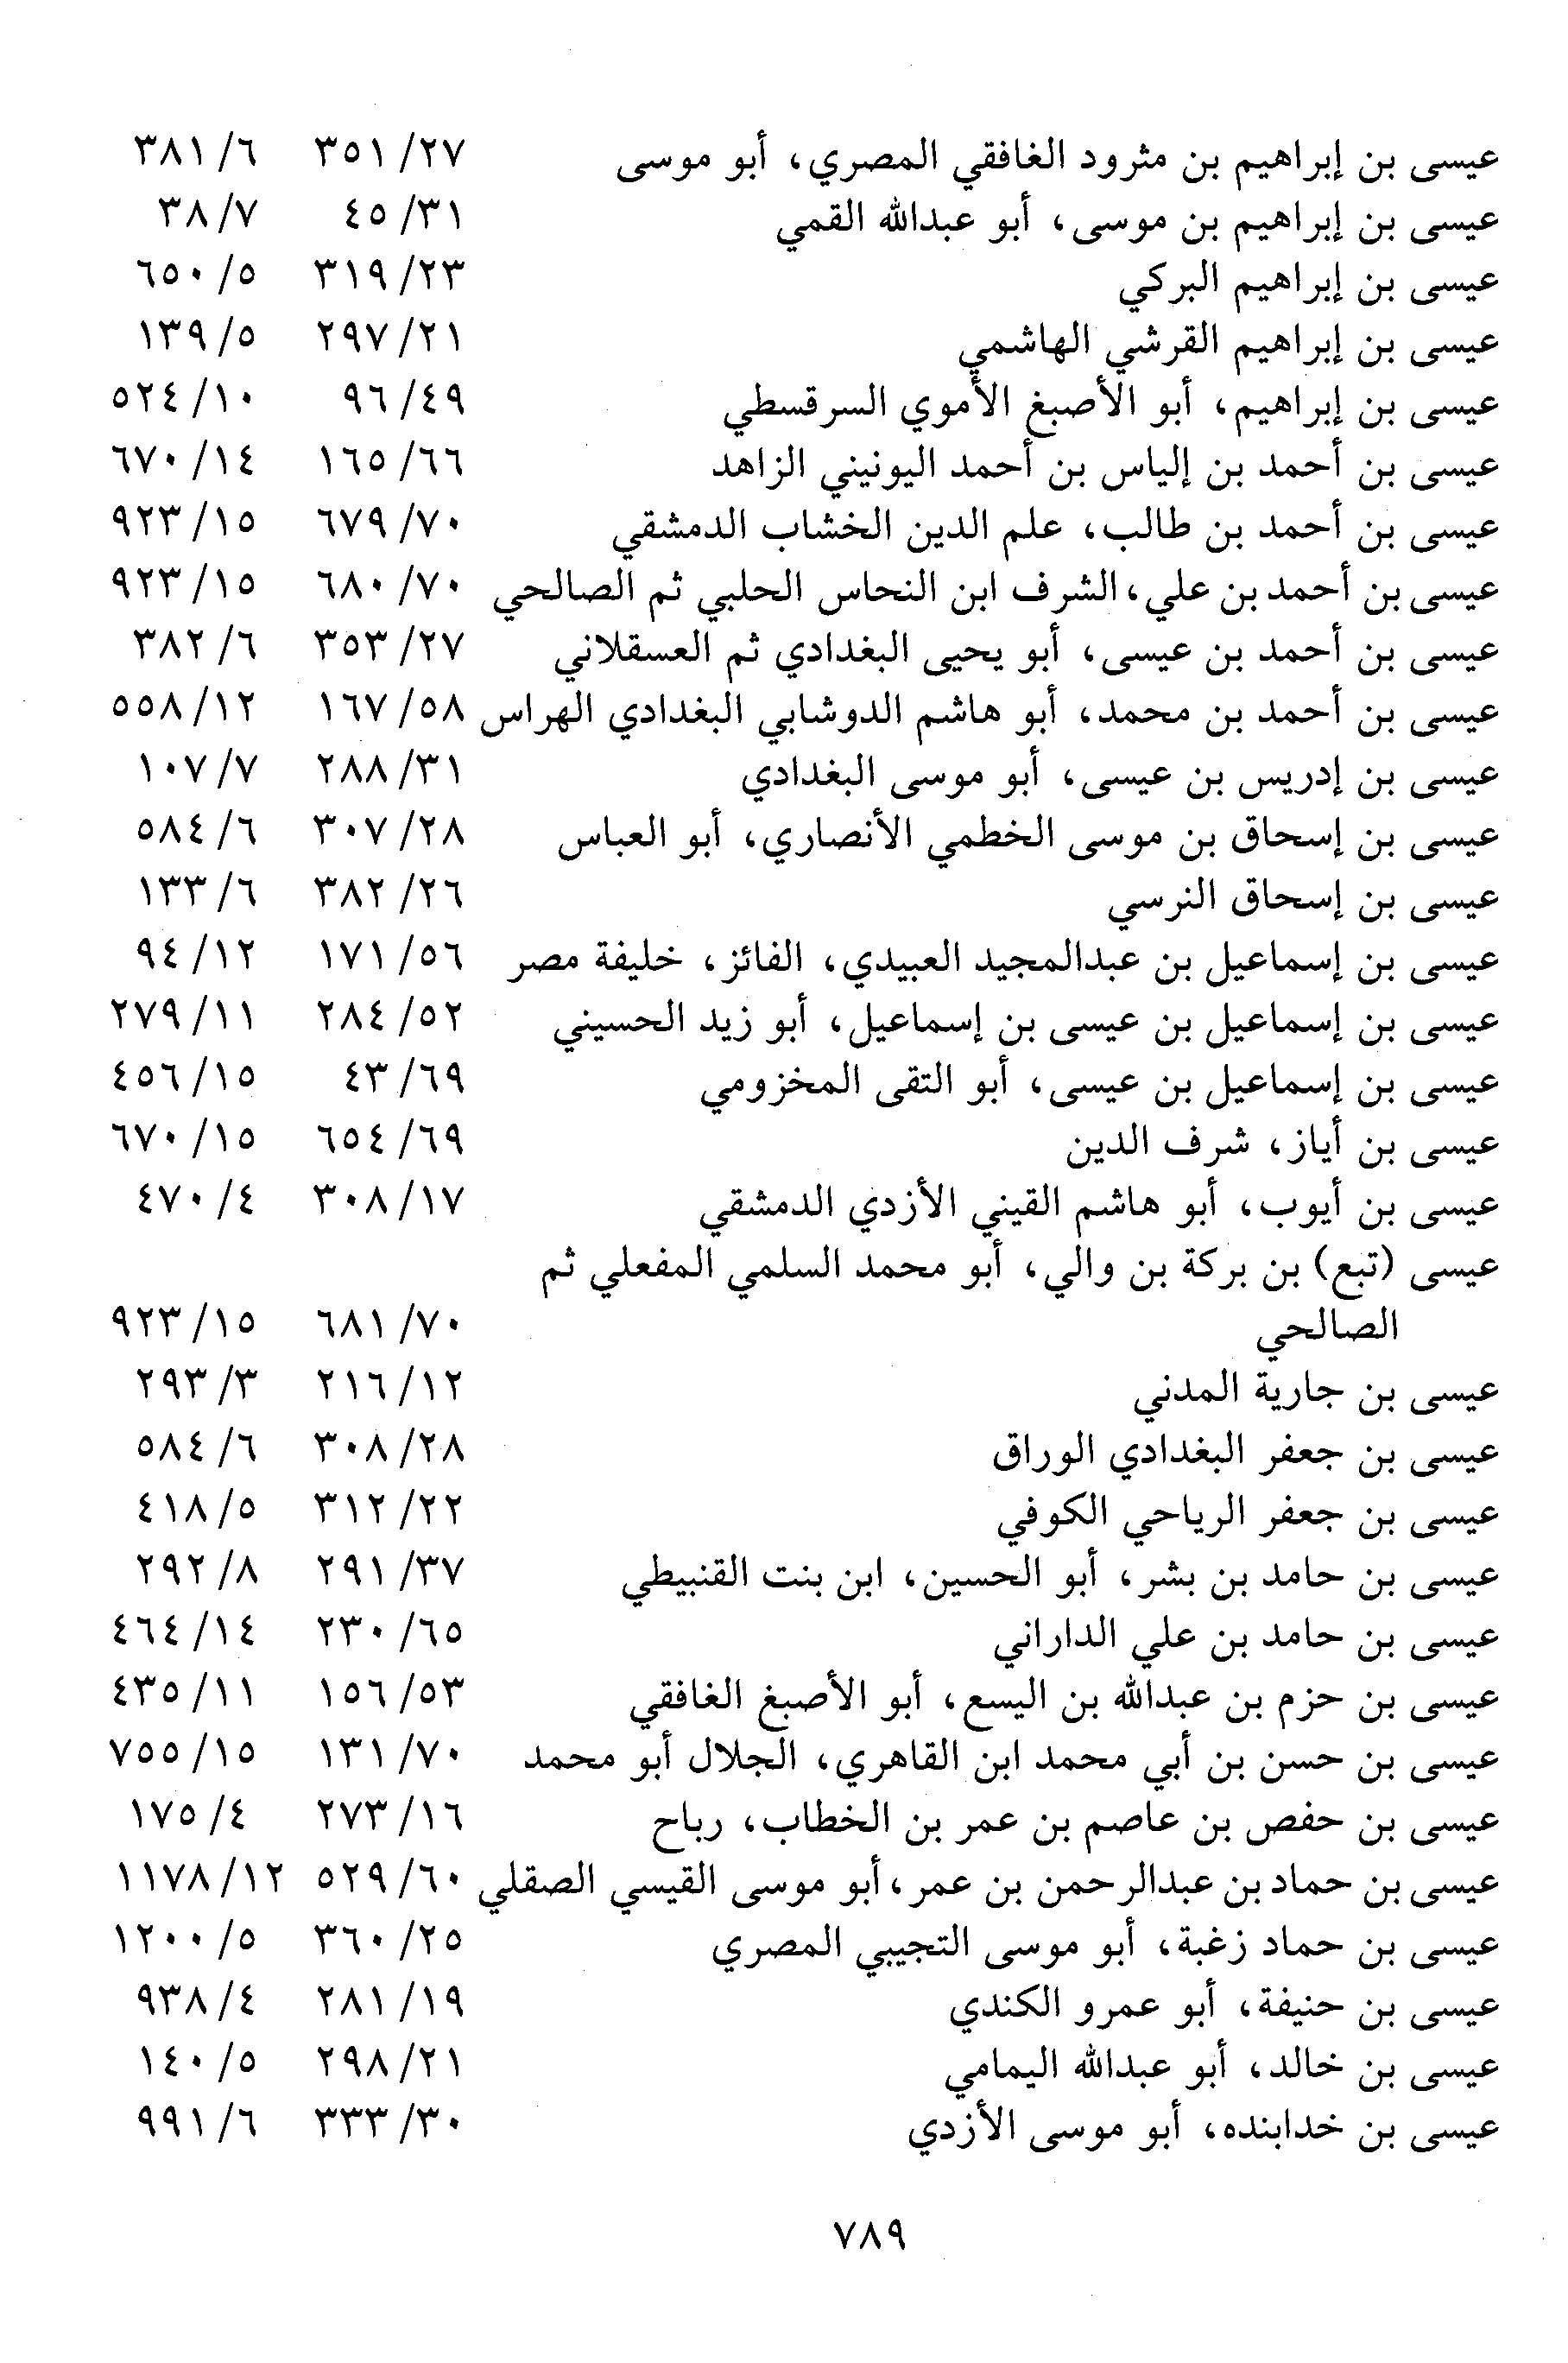 عيسى بن إبراهيم بن مثرود الغافقي المصري، أبو موسى ٢٧/ ٣٥١ ٦/ ٣٨١
عيسى بن إبراهيم بن موسى، أبو عبدالله القمي ٣١/ ٤٥ ٧/ ٣٨
عيسى بن إبراهيم البركي ٢٣/ ٣١٩ ٥/ ٦٥٠
عيسى بن إبراهيم القرشي الهاشمي ٢١/ ٢٩٧ ٥/ ١٣٩
عيسى بن إبراهيم، أبو الأصبغ الأموي السرقسطي ٤٩/ ٩٦ ١٠/ ٥٢٤
عيسى بن أحمد بن إلياس بن أحمد اليونيني الزاهد ٦٦/ ١٦٥ ١٤/ ٦٧٠
عيسى بن أحمد بن طالب، علم الدين الخشاب الدمشقي ٧٠/ ٦٧٩ ١٥/ ٩٢٣
عيسى بن أحمد بن علي، الشرف ابن النحاس الحلبي ثم الصالحي ٧٠/ ٦٨٠ ١٥/ ٩٢٣
عيسى بن أحمد بن عيسى، أبو يحيى البغدادي ثم العسقلاني ٢٧/ ٣٥٣ ٦/ ٣٨٢
عيسى بن أحمد بن محمد، أبو هاشم الدوشابي البغدادي الهراس ٥٨/ ١٦٧ ١٢/ ٥٥٨
عيسى بن إدريس بن عيسى، أبو موسى البغدادي ٣١/ ٢٨٨ ٧/ ١٠٧
عيسى بن إسحاق بن موسى الخطمي الأنصاري، أبو العباس ٢٨/ ٣٠٧ ٦/ ٥٨٤
عيسى بن إسحاق النرسي ٢٦/ ٣٨٢ ٦/ ١٣٣
عيسى بن إسماعيل بن عبدالمجيد العبيدي، الفائز، خليفة مصر ٥٦/ ١٧١ ١٢/ ٩٤
عيسى بن إسماعيل بن عيسى بن إسماعيل، أبو زيد الحسيني ٥٢/ ٢٨٤ ١١/ ٢٧٩
عيسى بن إسماعيل بن عيسى، أبو التقى المخزومي ٦٩/ ٤٣ ١٥/ ٤٥٦
عيسى بن أياز، شرف الدين ٦٩/ ٦٥٤ ١٥/ ٦٧٠
عيسى بن أيوب، أبو هاشم القيني الأزدي الدمشقي ١٧/ ٣٠٨ ٤/ ٤٧٠
عيسى (تبع) بن بركة بن والي، أبو محمد السلمي المفعلي ثم
الصالحي ٧٠/ ٦٨١ ١٥/ ٩٢٣
عيسى بن جارية المدني ١٢/ ٢١٦ ٣/ ٢٩٣
عيسى بن جعفر البغدادي الوراق ٢٨/ ٣٠٨ ٦/ ٥٨٤
عيسى بن جعفر الرياحي الكوفي ٢٢/ ٣١٢ ٥/ ٤١٨
عيسى بن حامد بن بشر، أبو الحسين، ابن بنت القنبيطي ٣٧/ ٢٩١ ٨/ ٢٩٢
عيسى بن حامد بن علي الداراني ٦٥/ ٢٣٠ ١٤/ ٤٦٤
عيسى بن حزم بن عبدالله بن اليسع، أبو الأصبغ الغافقي ٥٣/ ١٥٦ ١١/ ٤٣٥
عيسى بن حسن بن أبي محمد ابن القاهري، الجلال أبو محمد ٧٠/ ١٣١ ١٥/ ٧٥٥
عيسى بن حفص بن عاصم بن عمر بن الخطاب، رباح ١٦/ ٢٧٣ ٤/ ١٧٥
عيسى بن حماد بن عبدالرحمن بن عمر، أبو موسى القيسي الصقلي ٦٠/ ٥٢٩ ١٢/ ١١٧٨
عيسى بن حماد زغبة، أبو موسى التجيبي المصري ٢٥/ ٣٦٠ ٥/ ١٢٠٠
عيسى بن حنيفة، أبو عمرو الكندي ١٩/ ٢٨١ ٤/ ٩٣٨
عيسى بن خالد، أبو عبدالله اليمامي ٢١/ ٢٩٨ ٥/ ١٤٠
عيسى بن خدابنده، أبو موسى الأزدي ٣٠/ ٣٣٣ ٦/ ٩٩١
٧٨٩